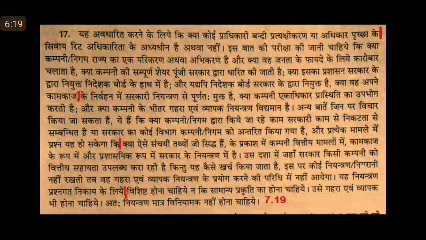 6:19
17. यह अवधारित करने के लिये कि क्या कोई प्राधिकारी बन्दी प्रत्यक्षीकरण या अधिकार पृच्छा के
सिवाय रिट अधिकारिता के अध्यधीन है अथवा नहीं। इस बात की परीक्षा की जानी चाहिये कि क्या
कम्पनी/निगम राज्य का एक परिकरण अथवा अभिकरण है और क्या वह जनता के फायदे के लिये कारोबार
चलाता है, क्या कम्पनी की सम्पूर्ण शेयर पूंजी सरकार द्वारा धारित की जाती है; क्या इसका प्रशासन सरकार के
द्वारा नियुक्त निदेशक बोर्ड के हाथ में है; और यद्यपि निदेशक बोर्ड सरकार के द्वारा नियुक्त है, क्या वह अपने
कामकाज के निर्वहन में सरकारी नियन्त्रण से पूर्णत: मुक्त है, क्या कम्पनी एकाधिकार प्रास्थिति का उपभोग
करती है; और क्या कम्पनी के भीतर गहरा एवं व्यापक नियन्त्रण विद्यमान है। अन्य बातें जिन पर विचार
किया जा सकता है, ये हैं कि क्या कम्पनी/निगम द्वारा किये जा रहे काम सरकारी काम से निकटता से
सम्बन्धित है या सरकार का कोई विभाग कम्पनी को अन्तरित किया गया है, और प्रत्येक मामले में
प्रश्न यह हो सकेगा कि क्या ऐसे संचयी तथ्यों जो सिद्ध हैं, के प्रकाश में कम्पनी वित्तीय मामलों में, कामकाज
के रूप में और प्रशासनिक रूप में सरकार के नियन्त्रण में है। उस दशा में जहाँ सरकार किसी कम्पनी को
वित्तीय सहायता उपलब्ध करा रही है किन्तु यह कैसे खर्च किया जाता है, इस पर कोई नियन्त्रण/निगरानी
नहीं रखती तब वह गहरा एवं व्यापक नियन्त्रण के प्रयोग करने की परिधि में नहीं आयेगा। यह नियन्त्रण
प्रश्नगत निकाय के लिये विशिष्ट होना चाहिये न कि सामान्य प्रकृति का होना चाहिये। उसे गहरा एवं व्यापक
भी होना चाहिये। अत: नियन्त्रण मात्र विनियामक नहीं होना चाहिये। 7.19